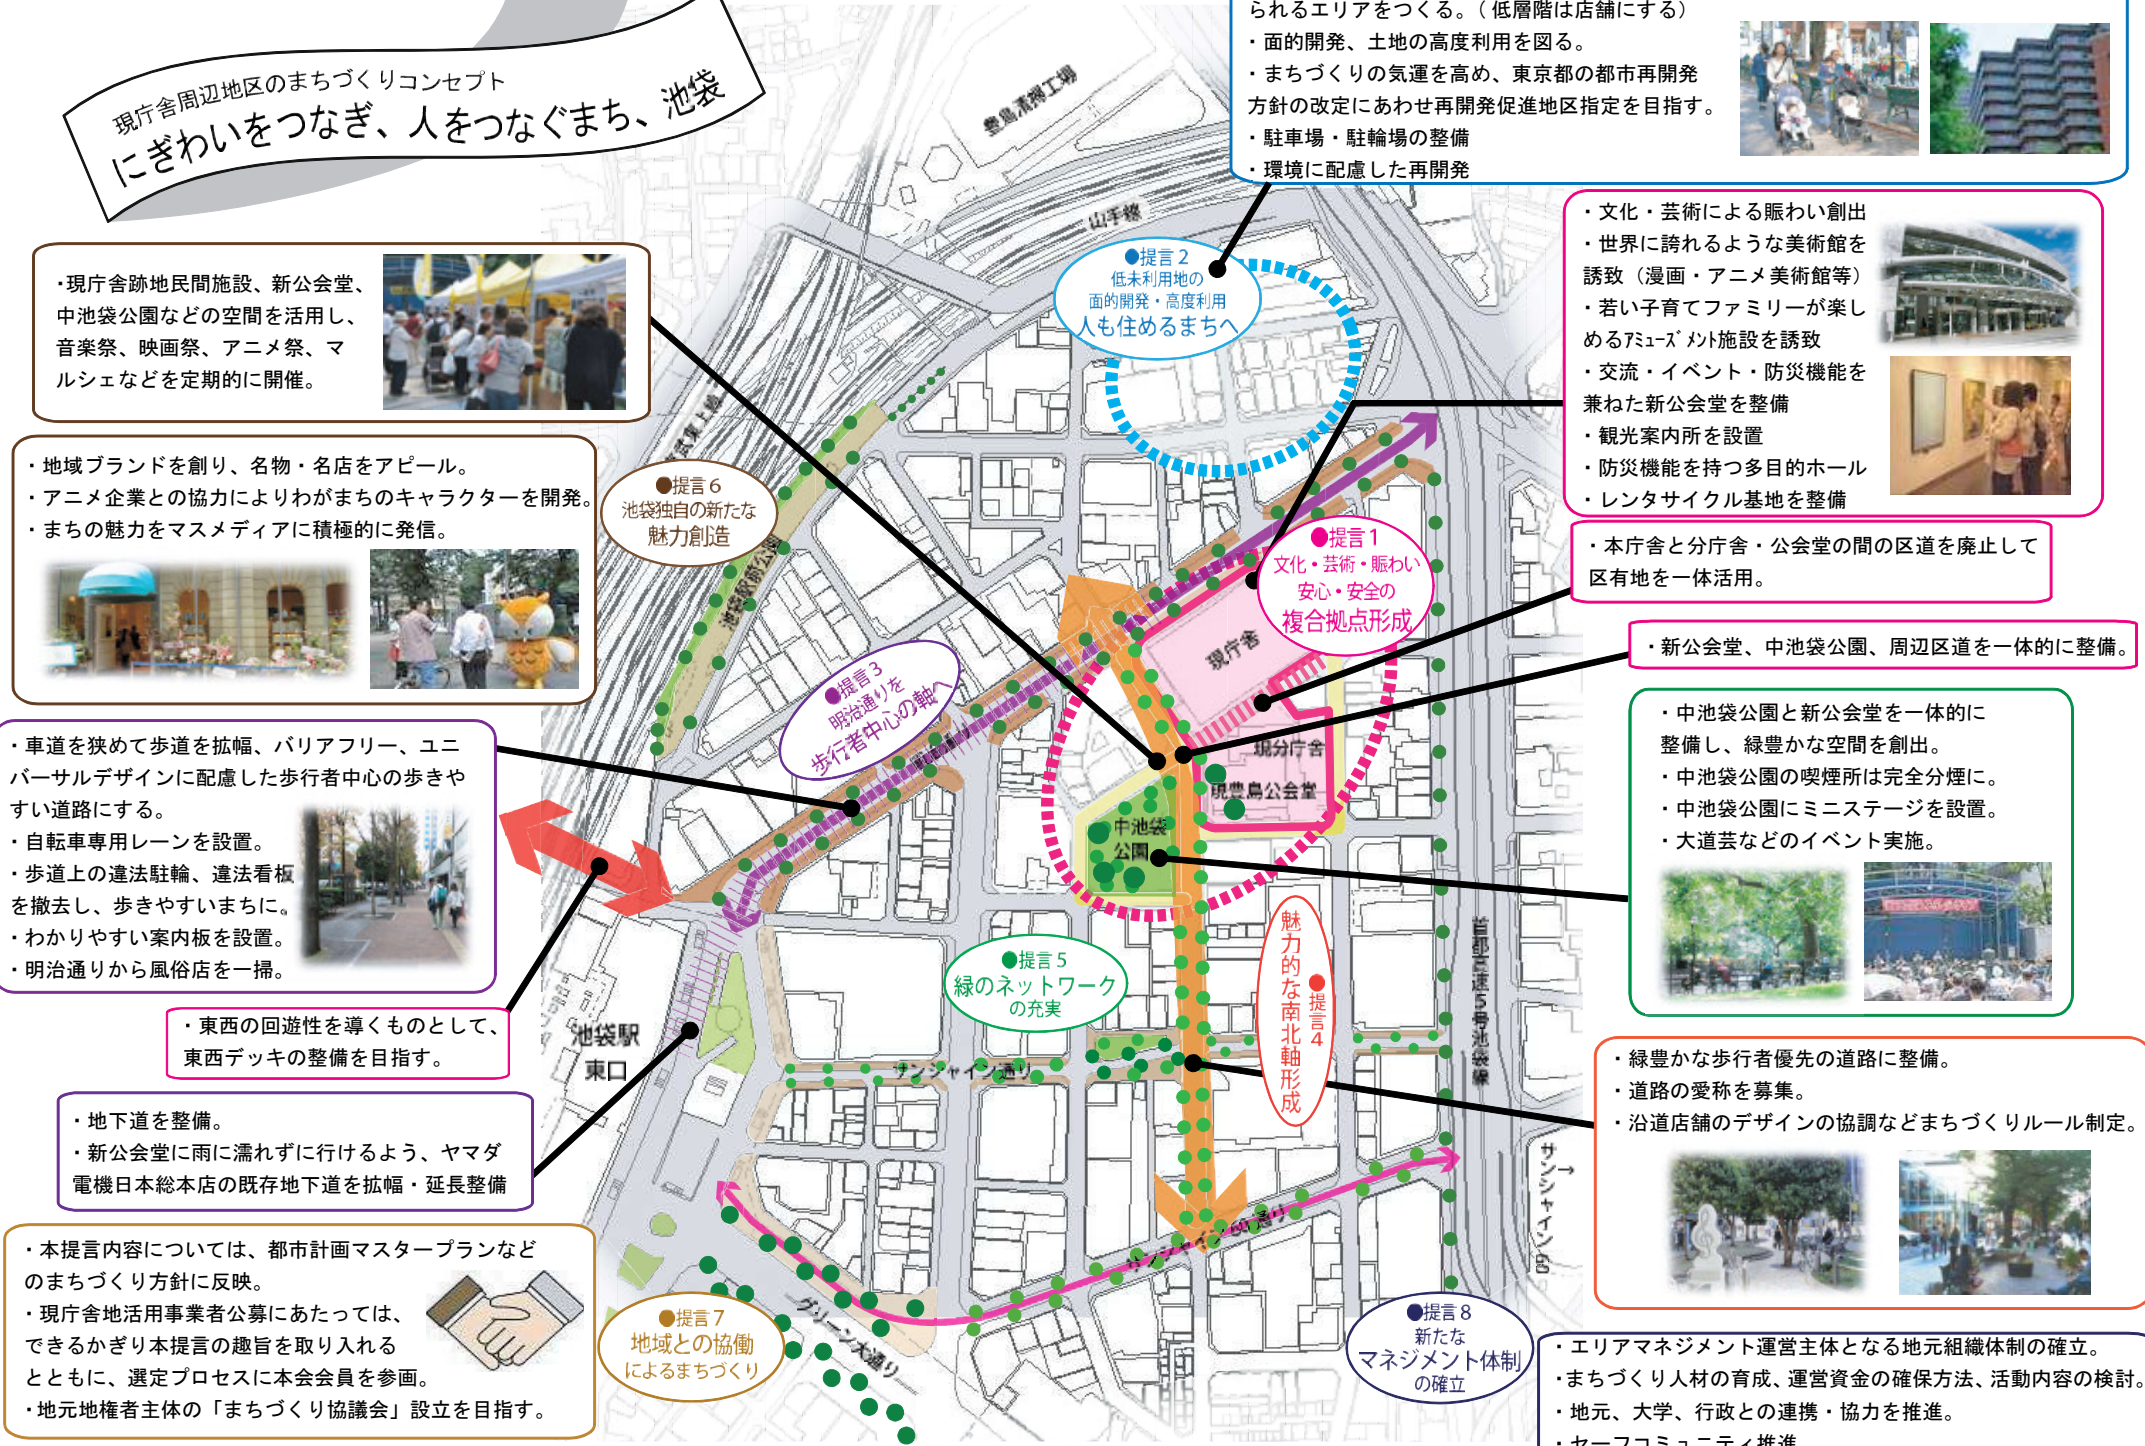 現庁舎周辺地区のまちづくりコンセプト
にぎわいをつなぎ、人をつなぐまち、池袋
られるエリアをつくる。（低層階は店舗にする）
・面的開発、土地の高度利用を図る。
・まちづくりの気運を高め、東京都の都市再開発
方針の改定にあわせ再開発促進地区指定を目指す。
・駐車場・駐輪場の整備
・環境に配慮した再開発
・文化・芸術による賑わい創出
・世界に誇れるような美術館を
誘致（漫画・アニメ美術館等）
・若い子育てファミリーが楽し
めるｱﾐｭｰｽﾞﾒﾝﾄ施設を誘致
・交流・イベント・防災機能を
兼ねた新公会堂を整備
・観光案内所を設置
・防災機能を持つ多目的ホール
・レンタサイクル基地を整備
・本庁舎と分庁舎・公会堂の間の区道を廃止して
区有地を一体活用。
・新公会堂、中池袋公園、周辺区道を一体的に整備。
・中池袋公園と新公会堂を一体的に
整備し、緑豊かな空間を創出。
・中池袋公園の喫煙所は完全分煙に。
・中池袋公園にミニステージを設置。
・大道芸などのイベント実施。
・緑豊かな歩行者優先の道路に整備。
・道路の愛称を募集。
・沿道店舗のデザインの協調などまちづくりルール制定。
・エリアマネジメント運営主体となる地元組織体制の確立。
・まちづくり人材の育成、運営資金の確保方法、活動内容の検討。
・地元、大学、行政との連携・協力を推進。
・セーフコミュニティ推進
・現庁舎跡地民間施設、新公会堂、
中池袋公園などの空間を活用し、
音楽祭、映画祭、アニメ祭、マ
ルシェなどを定期的に開催。
・地域ブランドを創り、名物・名店をアピール。
・アニメ企業との協力によりわがまちのキャラクターを開発。
・まちの魅力をマスメディアに積極的に発信。
・車道を狭めて歩道を拡幅、バリアフリー、ユニ
バーサルデザインに配慮した歩行者中心の歩きや
すい道路にする。
・自転車専用レーンを設置。
・歩道上の違法駐輪、違法看板
を撤去し、歩きやすいまちに。
・わかりやすい案内板を設置。
・明治通りから風俗店を一掃。
・東西の回遊性を導くものとして、
東西デッキの整備を目指す。
・地下道を整備。
・新公会堂に雨に濡れずに行けるよう、ヤマダ
電機日本総本店の既存地下道を拡幅・延長整備
・本提言内容については、都市計画マスタープランなど
のまちづくり方針に反映。
・現庁舎地活用事業者公募にあたっては、
できるかぎり本提言の趣旨を取り入れる
とともに、選定プロセスに本会会員を参画。
・地元地権者主体の「まちづくり協議会」設立を目指す。
●提言2
低未利用地の
面的開発・高度利用
人も住めるまちへ
●提言6
池袋独自の新たな
魅力創造
●提言1
文化・芸術・賑わい
安心・安全の
複合拠点形成
●提言3
明治通りを
歩行者中心の軸へ
●提言5
緑のネットワーク
の充実
●提言4
魅力的な南北軸形成
●提言7
地域との協働
によるまちづくり
●提言8
新たな
マネジメント体制
の確立
豊島清掃工場
山手線
池袋駅前公園
現庁舎
現分庁舎
現豊島公会堂
中池袋
公園
首都高速5号池袋線
池袋駅
東口
サンシャイン通り
サンシャイン60通り
グリーン大通り
サンシャイン60
→